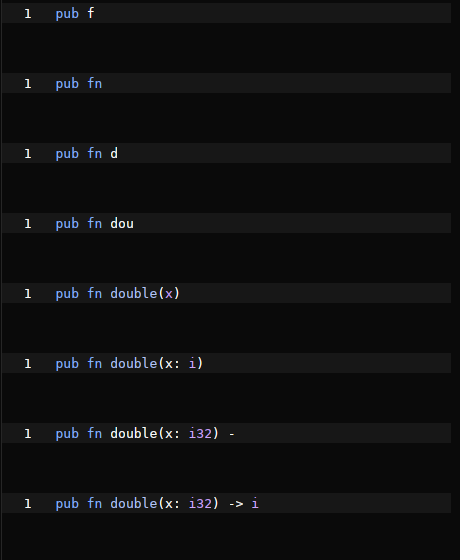 1 pub f
1 pub fn
1 pub fn d
1 pub fn dou
1 pub fn double(x)
1 pub fn double(x: i)
1 pub fn double(x: i32) -
1 pub fn double(x: i32) -> i